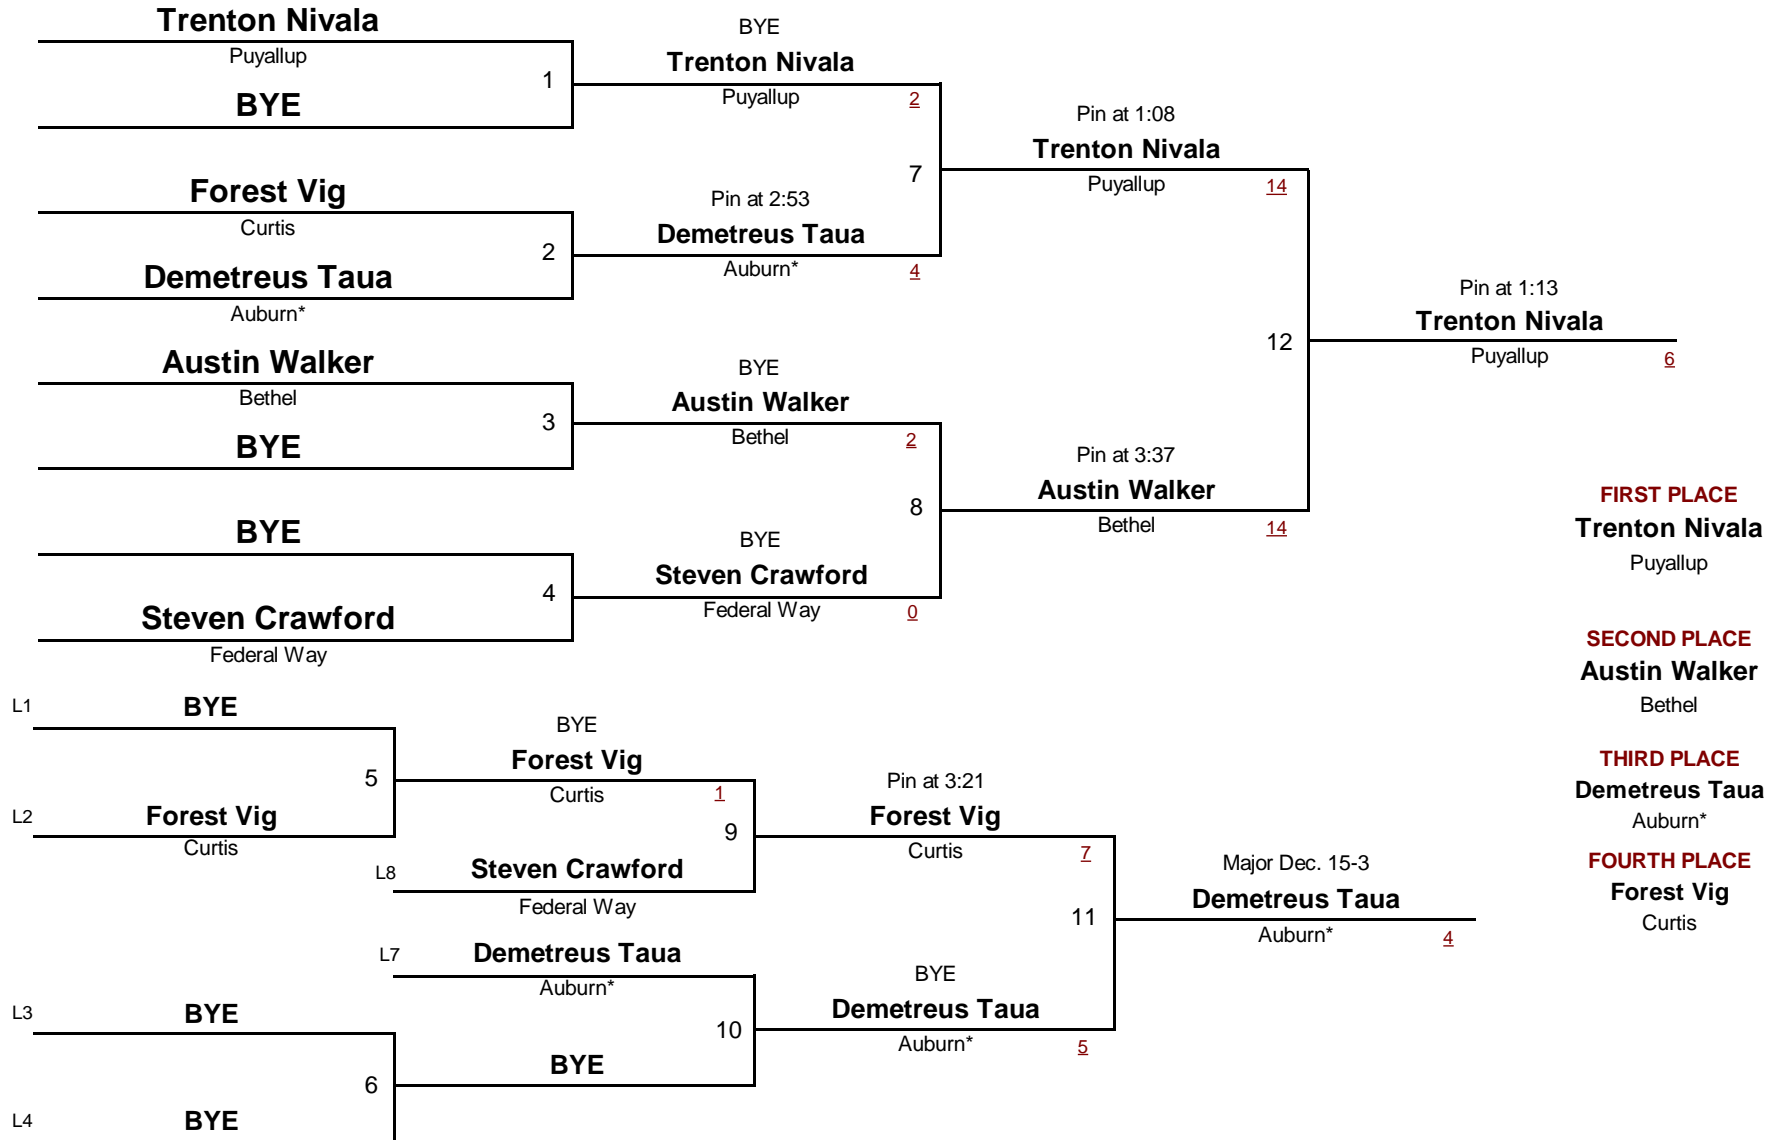 Trenton Nivala
Puyallup
1
BYE
BYE
Trenton Nivala
Puyallup
2
Forest Vig
Curtis
2
Demetreus Taua
Auburn*
Pin at 2:53
Demetreus Taua
Auburn*
4
7
Pin at 1:08
Trenton Nivala
Puyallup
14
Austin Walker
Bethel
3
BYE
BYE
Austin Walker
Bethel
2
BYE
4
Steven Crawford
Federal Way
BYE
Steven Crawford
Federal Way
0
8
Pin at 3:37
Austin Walker
Bethel
14
12
Pin at 1:13
Trenton Nivala
Puyallup
6
FIRST PLACE
Trenton Nivala
Puyallup
SECOND PLACE
Austin Walker
Bethel
THIRD PLACE
Demetreus Taua
Auburn*
FOURTH PLACE
Forest Vig
Curtis
L1
BYE
5
L2
Forest Vig
Curtis
BYE
Forest Vig
Curtis
1
9
L8
Steven Crawford
Federal Way
Pin at 3:21
Forest Vig
Curtis
7
L7
Demetreus Taua
Auburn*
10
BYE
L3
BYE
6
L4
BYE
BYE
Demetreus Taua
Auburn*
5
11
Major Dec. 15-3
Demetreus Taua
Auburn*
4